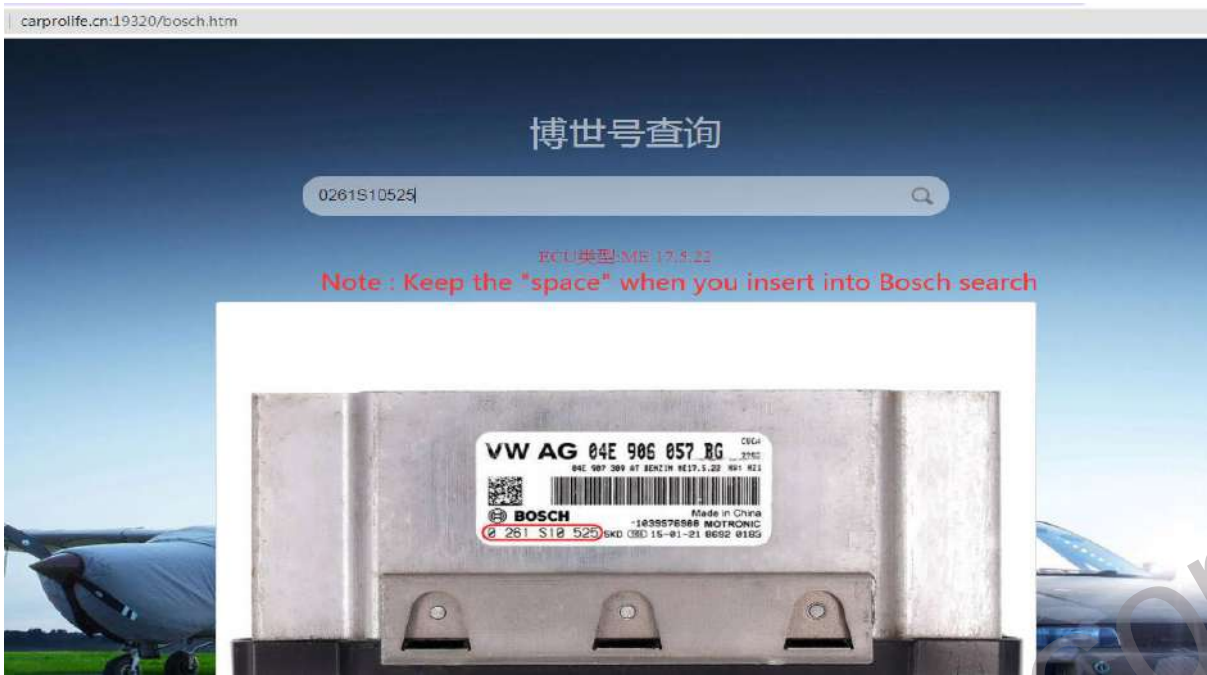 carprolife.cn:19320/bosch.htm
博世号查询
0261S10525
ECU类型:ME 17.5.22
Note : Keep the "space" when you insert into Bosch search
VW AG 04E 906 057 BG
04E 907 309 AT BENZIN ME17.5.22
BOSCH
Made in China
MOTRONIC
0 261 S10 525
15-01-21